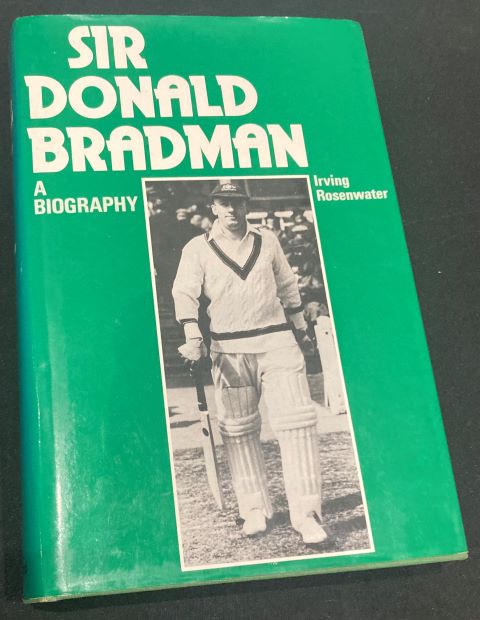 SIR
DONALD
BRADMAN
A
BIOGRAPHY
Irving
Rosenwater